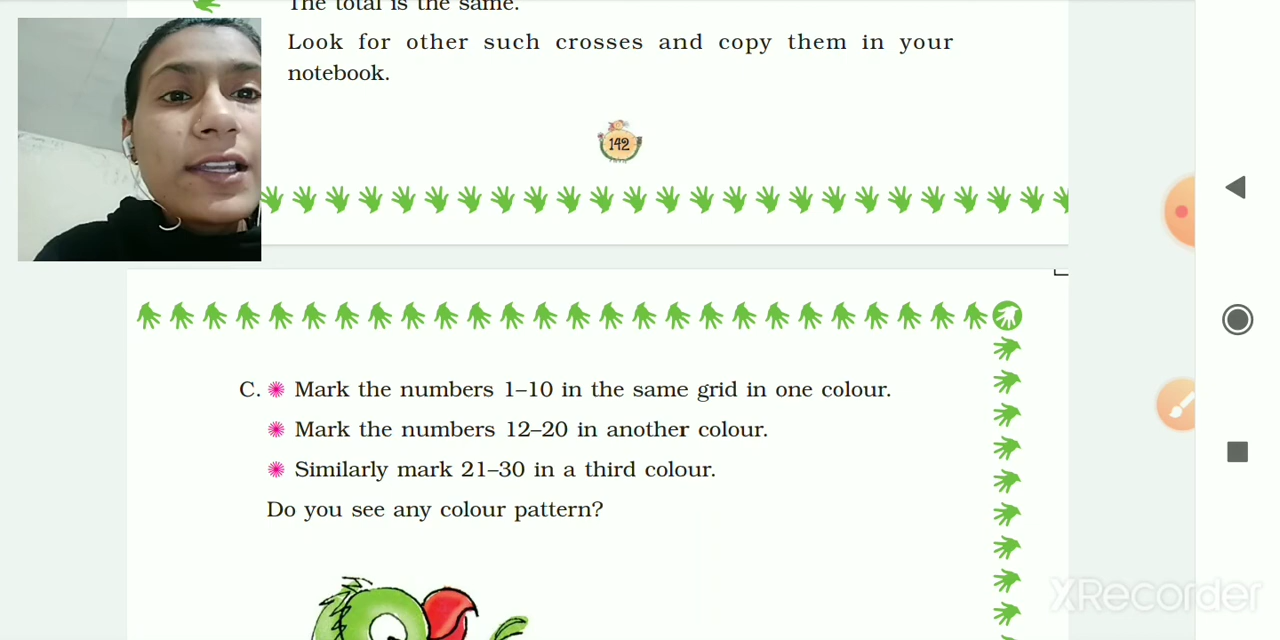 The total is the same.
Look for other such crosses and copy them in your
notebook.
142
C. Mark the numbers 1–10 in the same grid in one colour.
Mark the numbers 12–20 in another colour.
Similarly mark 21–30 in a third colour.
Do you see any colour pattern?
XRecorder